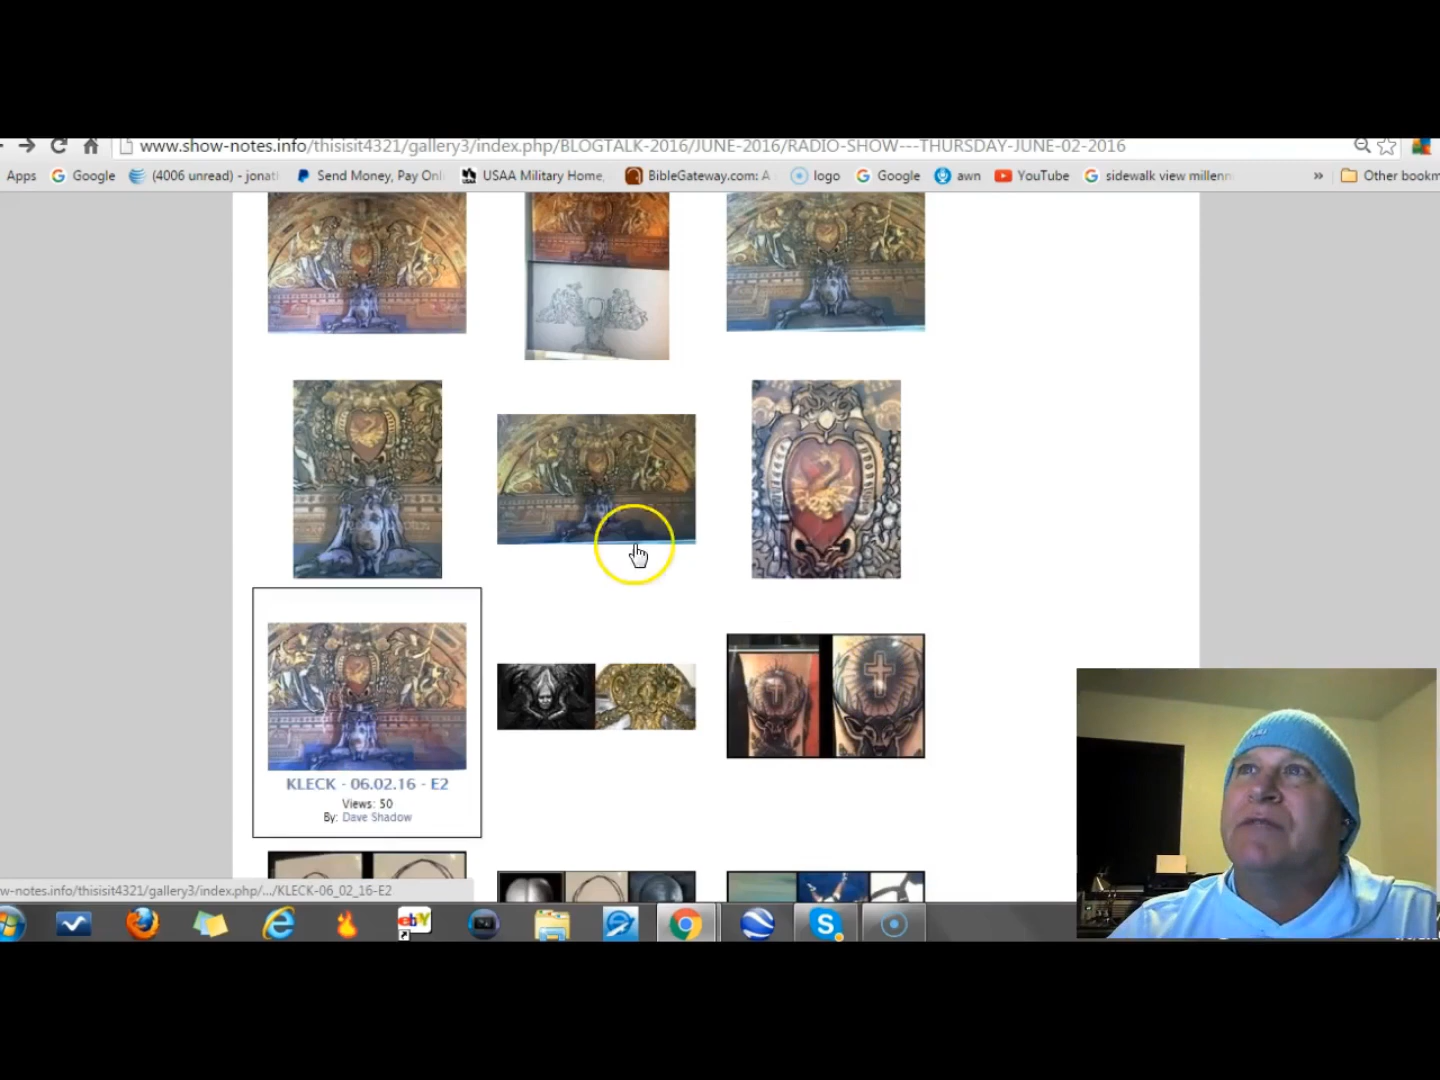 www.show-notes.info/thisisit4321/gallery3/index.php/BLOGTALK-2016/JUNE-2016/RADIO-SHOW---THURSDAY-JUNE-02-2016
Apps Google (4006 unread) - jonat Send Money, Pay Onl USAA Military Home, BibleGateway.com: A logo Google awn YouTube sidewalk view millenn » Other bookm
KLECK - 06.02.16 - E2
Views: 50
By: Dave Shadow
w-notes.info/thisisit4321/gallery3/index.php/.../KLECK-06_02_16-E2
ebY